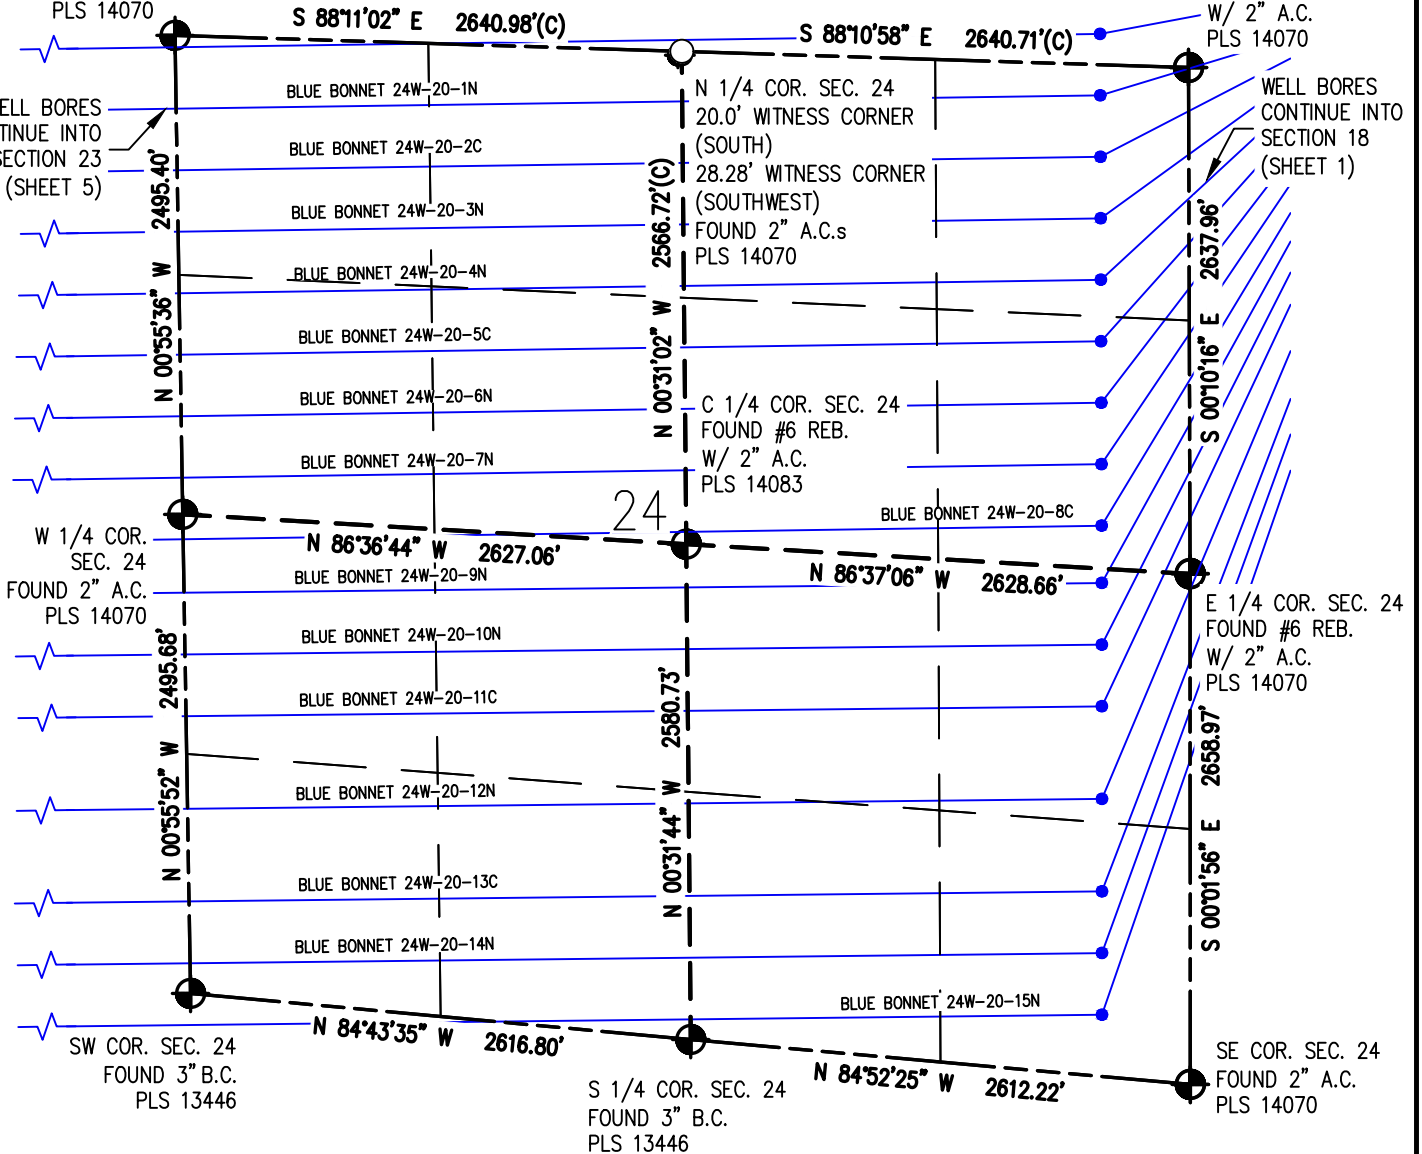 PLS 14070
S 88°11'02" E 2640.98'(C)
S 88°10'58" E 2640.71'(C)
W/ 2" A.C.
PLS 14070
ELL BORES
TINUE INTO
SECTION 23
(SHEET 5)
WELL BORES
CONTINUE INTO
SECTION 18
(SHEET 1)
BLUE BONNET 24W-20-1N
N 1/4 COR. SEC. 24
20.0' WITNESS CORNER
(SOUTH)
28.28' WITNESS CORNER
(SOUTHWEST)
FOUND 2" A.C.s
PLS 14070
BLUE BONNET 24W-20-2C
BLUE BONNET 24W-20-3N
BLUE BONNET 24W-20-4N
BLUE BONNET 24W-20-5C
BLUE BONNET 24W-20-6N
BLUE BONNET 24W-20-7N
N 00°55'36" W 2495.40'
N 00°31'02" W 2566.72'(C)
S 00°10'16" E 2637.96'
C 1/4 COR. SEC. 24
FOUND #6 REB.
W/ 2" A.C.
PLS 14083
24
BLUE BONNET 24W-20-8C
W 1/4 COR.
SEC. 24
FOUND 2" A.C.
PLS 14070
N 86°36'44" W 2627.06'
N 86°37'06" W 2628.66'
BLUE BONNET 24W-20-9N
E 1/4 COR. SEC. 24
FOUND #6 REB.
W/ 2" A.C.
PLS 14070
BLUE BONNET 24W-20-10N
BLUE BONNET 24W-20-11C
BLUE BONNET 24W-20-12N
BLUE BONNET 24W-20-13C
BLUE BONNET 24W-20-14N
BLUE BONNET 24W-20-15N
N 00°55'52" W 2495.68'
N 00°31'44" W 2580.73'
S 00°01'56" E 2658.97'
N 84°43'35" W 2616.80'
N 84°52'25" W 2612.22'
SW COR. SEC. 24
FOUND 3" B.C.
PLS 13446
S 1/4 COR. SEC. 24
FOUND 3" B.C.
PLS 13446
SE COR. SEC. 24
FOUND 2" A.C.
PLS 14070